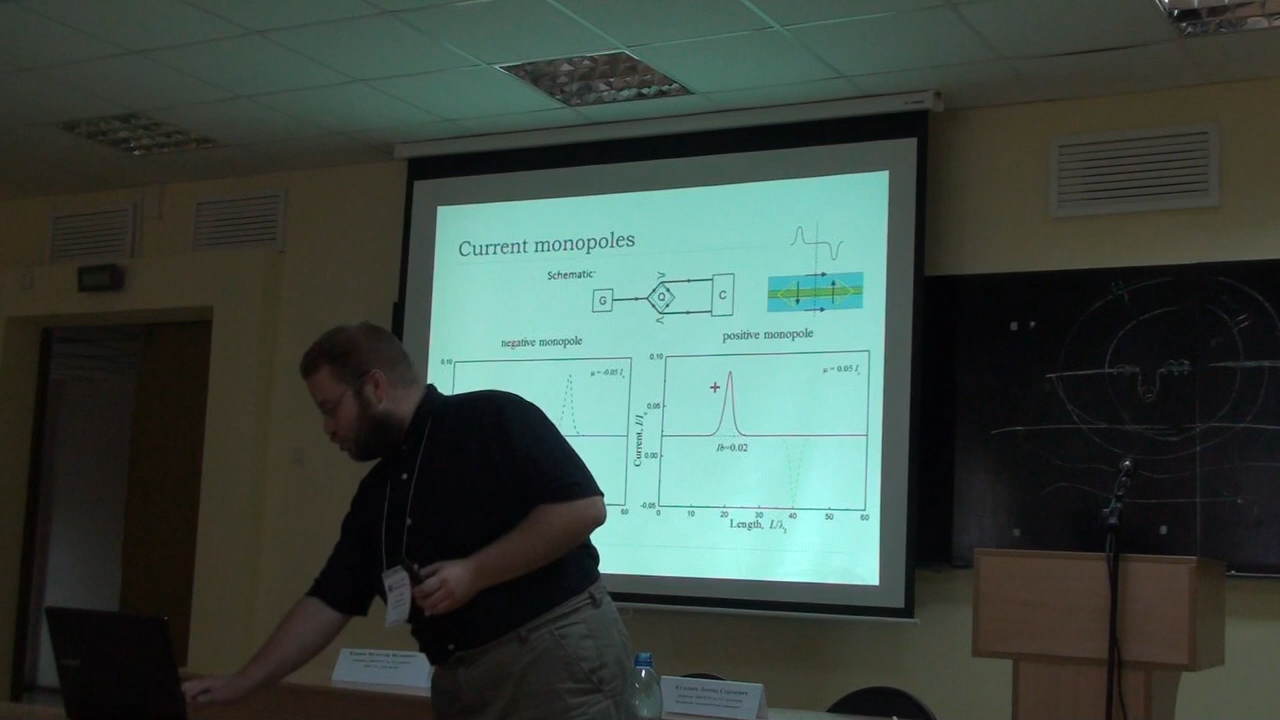 Current monopoles
Schematic
G
Q
C
negative monopole
positive monopole
0,10
μ = -0.05 I
60
0,10
0,05
0,00
-0,05
Current, I/I
μ = 0.05 I
+
Ib=0.02
0
10
20
30
40
50
60
Length, L/λ